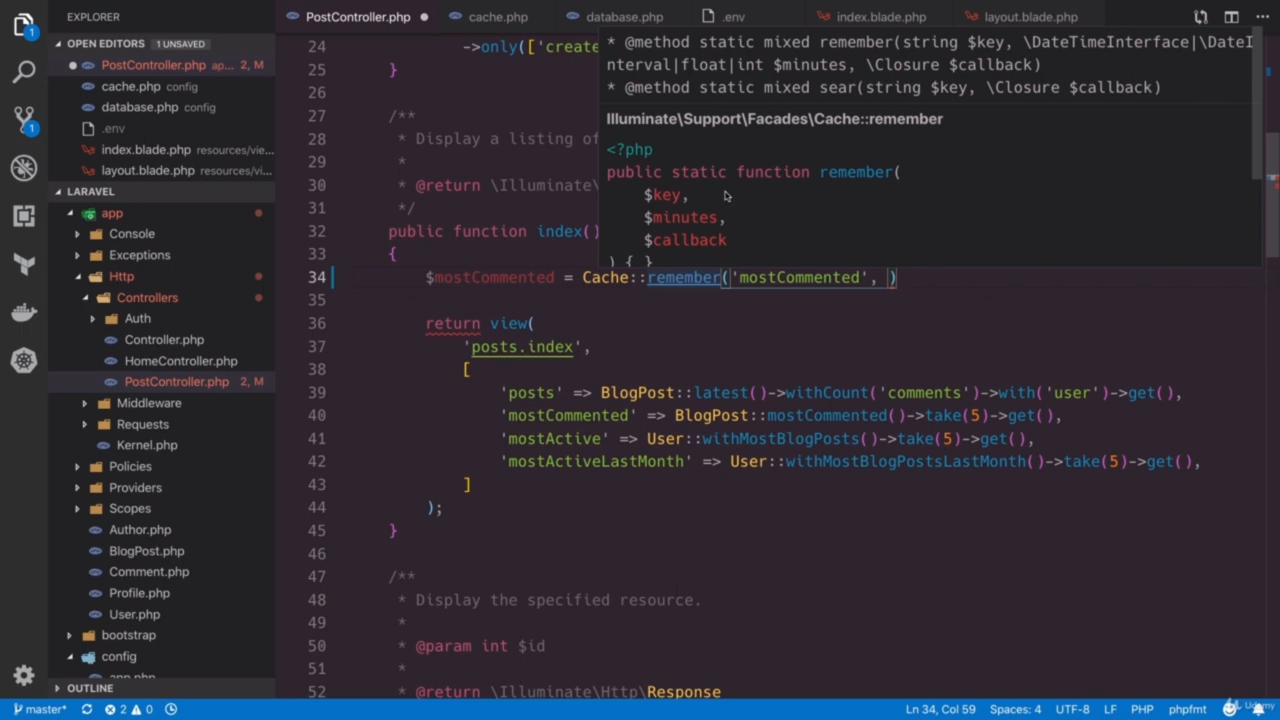 EXPLORER
PostController.php
cache.php
database.php
.env
index.blade.php
layout.blade.php
OPEN EDITORS 1 UNSAVED
PostController.php ap... 2, M
cache.php config
database.php config
.env
index.blade.php resources/vie...
layout.blade.php resources/vi...
LARAVEL
app
Console
Exceptions
Http
Controllers
Auth
Controller.php
HomeController.php
PostController.php 2, M
Middleware
Requests
Kernel.php
Policies
Providers
Scopes
Author.php
BlogPost.php
Comment.php
Profile.php
User.php
bootstrap
config
app.php
OUTLINE
24 ->only(['create
25 }
26
27 /**
28 * Display a listing of
29 *
30 * @return \Illuminate\
31 */
32 public function index()
33 {
34 $mostCommented = Cache::remember('mostCommented', )
35
36 return view(
37 'posts.index',
38 [
39 'posts' => BlogPost::latest()->withCount('comments')->with('user')->get(),
40 'mostCommented' => BlogPost::mostCommented()->take(5)->get(),
41 'mostActive' => User::withMostBlogPosts()->take(5)->get(),
42 'mostActiveLastMonth' => User::withMostBlogPostsLastMonth()->take(5)->get(),
43 ]
44 );
45 }
46
47 /**
48 * Display the specified resource.
49 *
50 * @param int $id
51 *
52 * @return \Illuminate\Http\Response
* @method static mixed remember(string $key, \DateTimeInterface|\DateI
nterval|float|int $minutes, \Closure $callback)
* @method static mixed sear(string $key, \Closure $callback)
Illuminate\Support\Facades\Cache::remember
<?php
public static function remember(
$key,
$minutes,
$callback
) { }
1
1
master*
2 0
Ln 34, Col 59
Spaces: 4
UTF-8
LF
PHP
phpfmt
Udemy